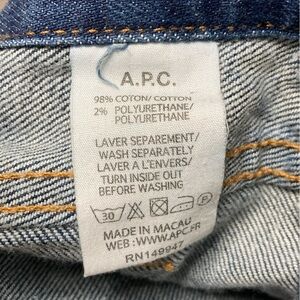 A.P.C.
98% COTON/ COTTON
2% POLYURETHANE/
POLYURETHANE
LAVER SEPAREMENT/
WASH SEPARATELY
LAVER A L'ENVERS/
TURN INSIDE OUT
BEFORE WASHING
30 P
MADE IN MACAU
WEB :WWW.APC.FR
RN149947